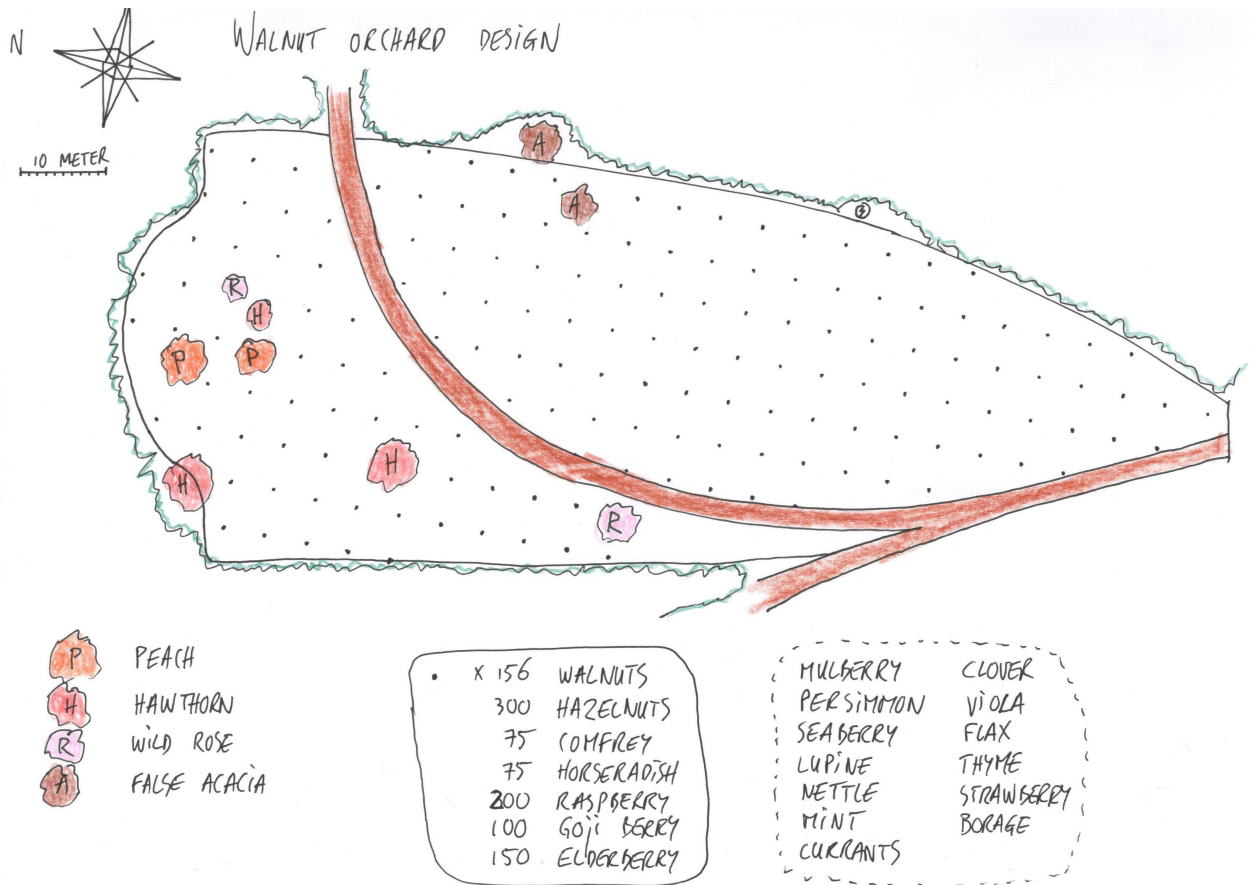 N
WALNUT ORCHARD DESIGN
10 METER
A
A
R
H
P P
H
H
R
P PEACH
H HAWTHORN
R WILD ROSE
A FALSE ACACIA
x 156 WALNUTS
300 HAZELNUTS
75 COMFREY
75 HORSERADISH
200 RASPBERRY
100 GOJI BERRY
150 ELDERBERRY
MULBERRY CLOVER
PERSIMMON VIOLA
SEABERRY FLAX
LUPINE THYME
NETTLE STRAWBERRY
MINT BORAGE
CURRANTS